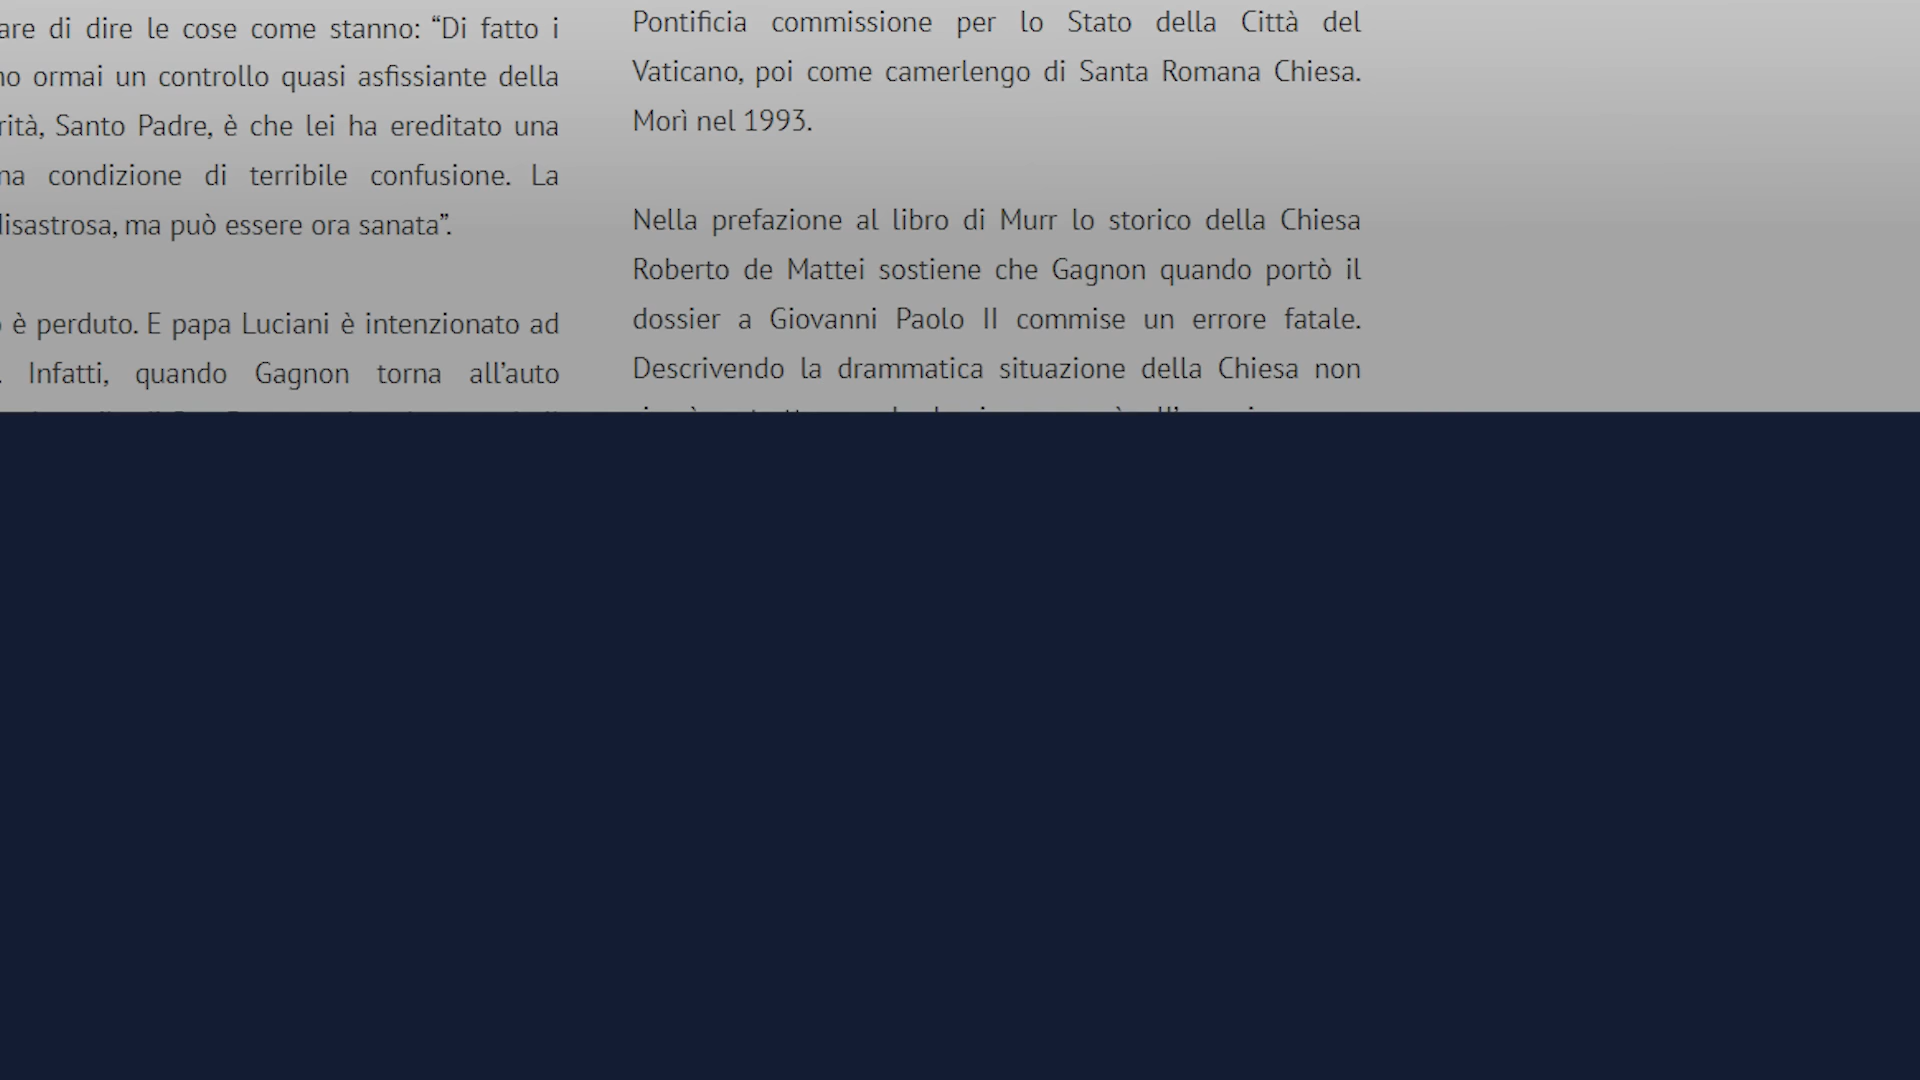 di dire le cose come stanno: “Di fatto i
ormai un controllo quasi asfissiante della
Santo Padre, è che lei ha ereditato una
condizione di terribile confusione. La
ma può essere ora sanata”.
è perduto. E papa Luciani è intenzionato ad
Infatti, quando Gagnon torna all’auto
Pontificia commissione per lo Stato della Città del
Vaticano, poi come camerlengo di Santa Romana Chiesa.
Morì nel 1993.
Nella prefazione al libro di Murr lo storico della Chiesa
Roberto de Mattei sostiene che Gagnon quando portò il
dossier a Giovanni Paolo II commise un errore fatale.
Descrivendo la drammatica situazione della Chiesa non